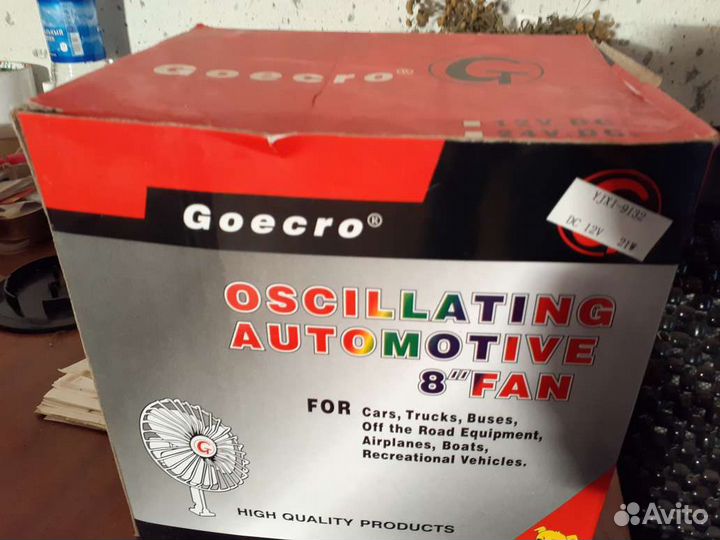 Goecro® G
12V DC
24V DC
Goecro®
YJX1-9132
DC 12V 21W
OSCILLATING
AUTOMOTIVE
8"FAN
FOR Cars, Trucks, Buses,
Off the Road Equipment,
Airplanes, Boats,
Recreational Vehicles.
G
HIGH QUALITY PRODUCTS
Avito